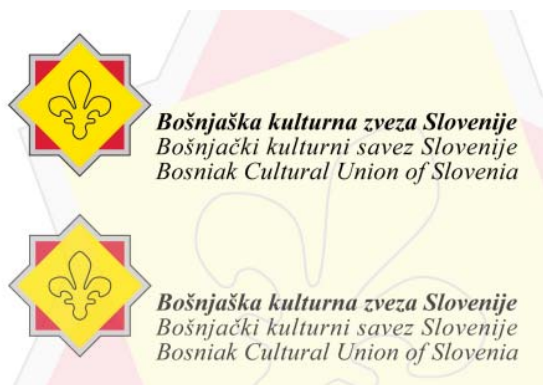 Bošnjaška kulturna zveza Slovenije
Bošnjački kulturni savez Slovenije
Bosniak Cultural Union of Slovenia
Bošnjaška kulturna zveza Slovenije
Bošnjački kulturni savez Slovenije
Bosniak Cultural Union of Slovenia